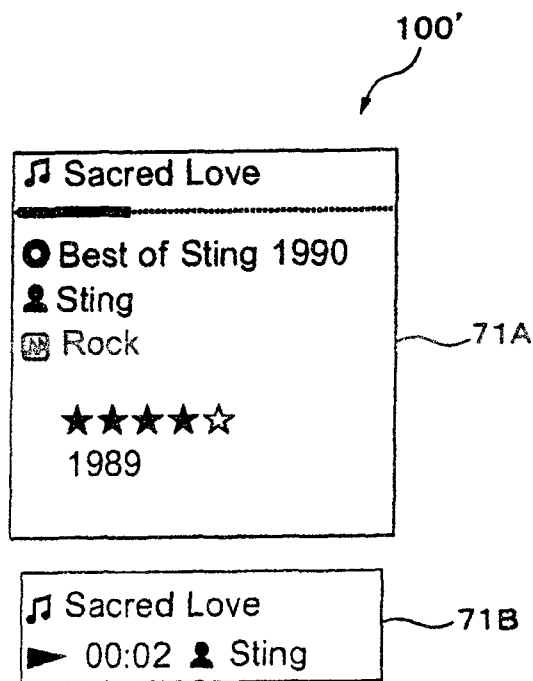 100'
Sacred Love
Best of Sting 1990
Sting
Rock
71A
1989
Sacred Love
71B
00:02 Sting